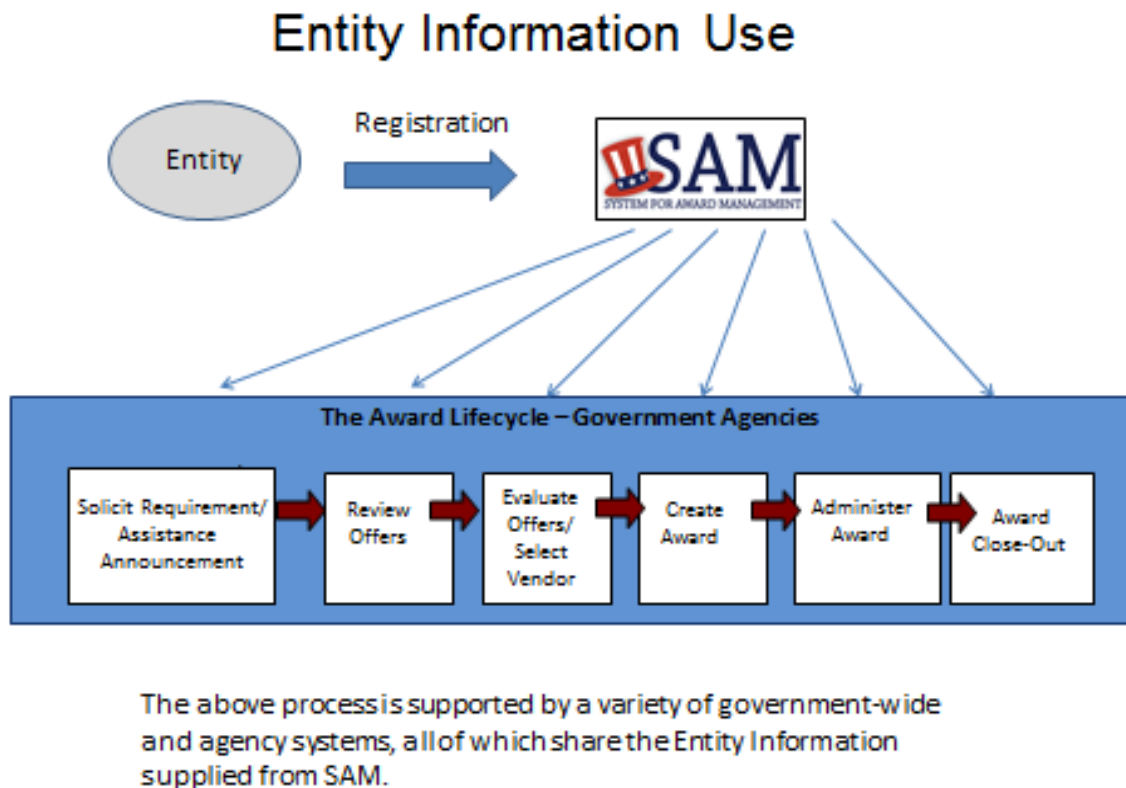 Entity Information Use
Entity
Registration
SAM
SYSTEM FOR AWARD MANAGEMENT
The Award Lifecycle – Government Agencies
Solicit Requirement/
Assistance
Announcement
Review
Offers
Evaluate
Offers/
Select
Vendor
Create
Award
Administer
Award
Award
Close-Out
The above process is supported by a variety of government-wide
and agency systems, all of which share the Entity Information
supplied from SAM.